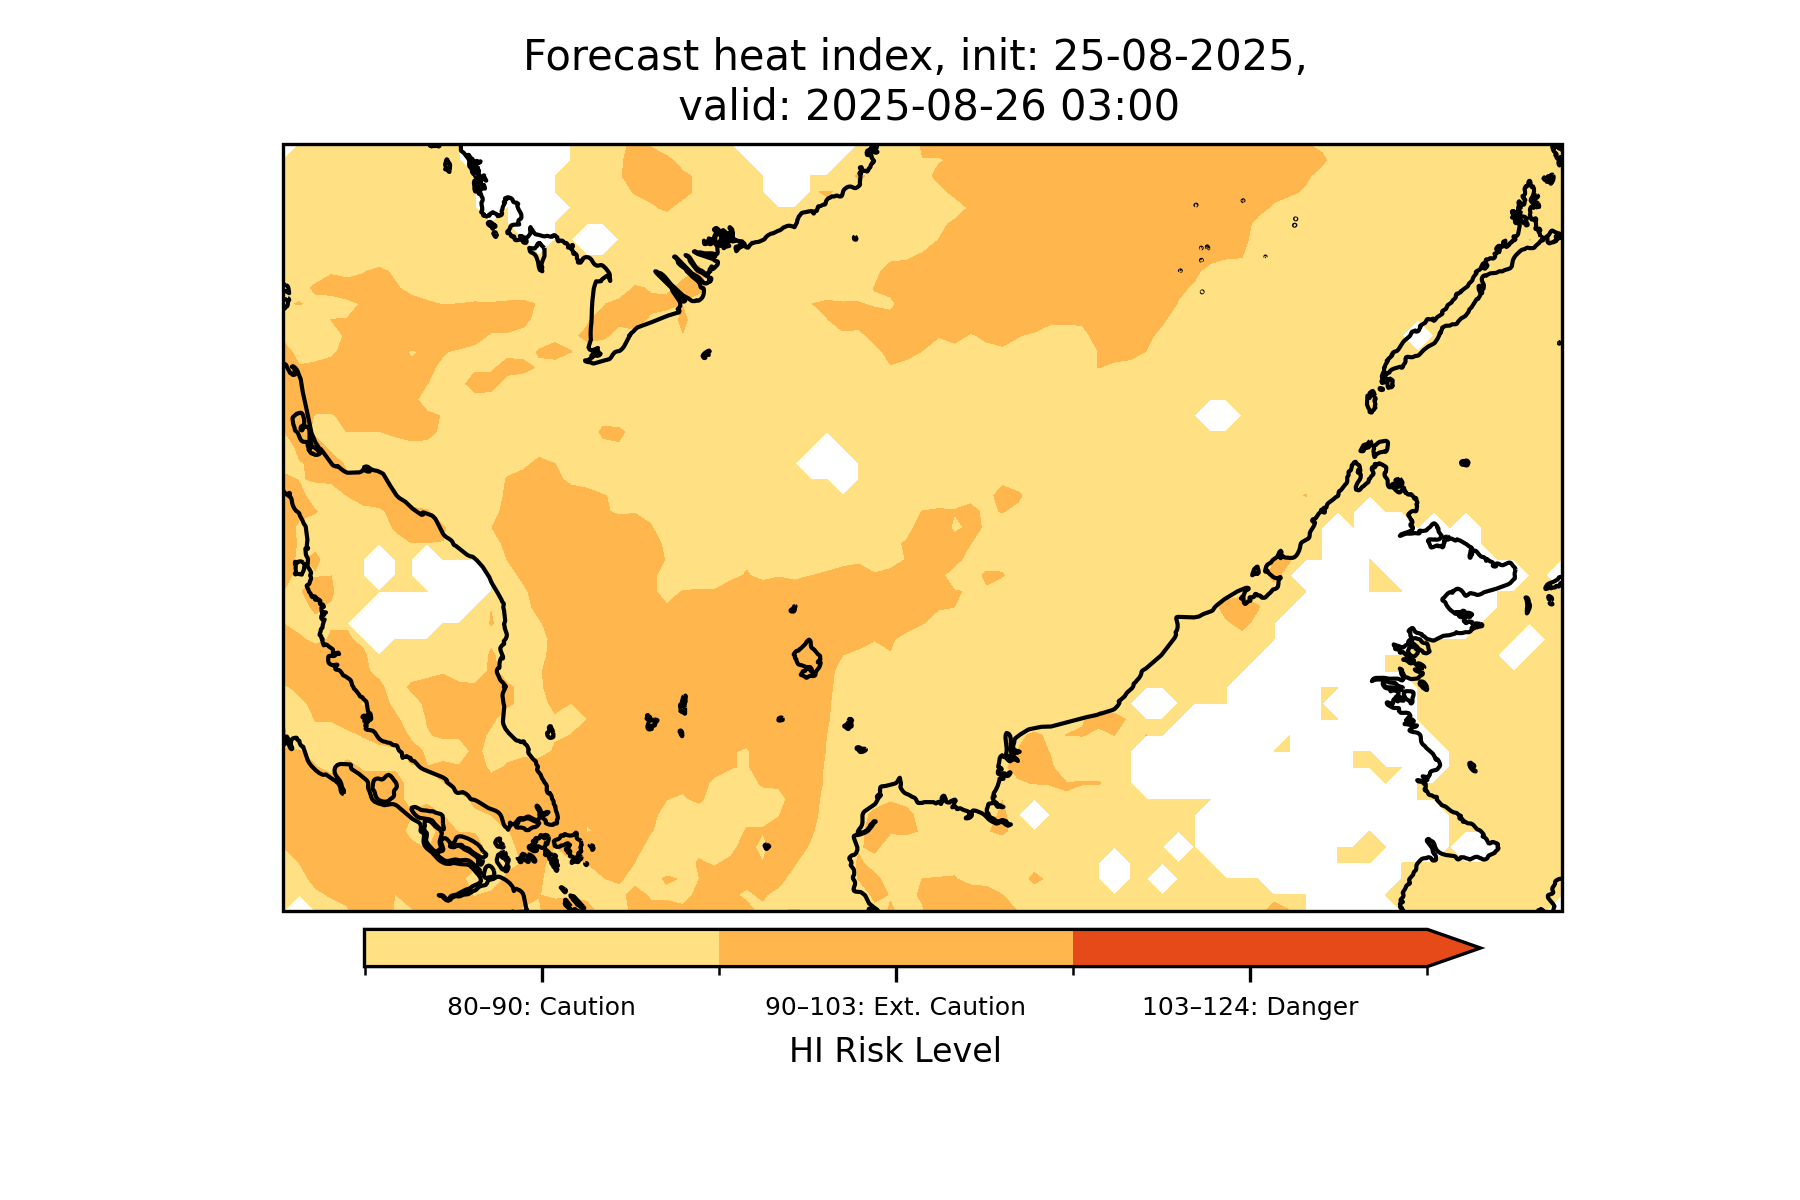 Forecast heat index, init: 25-08-2025,
valid: 2025-08-26 03:00
80–90: Caution
90–103: Ext. Caution
103–124: Danger
HI Risk Level